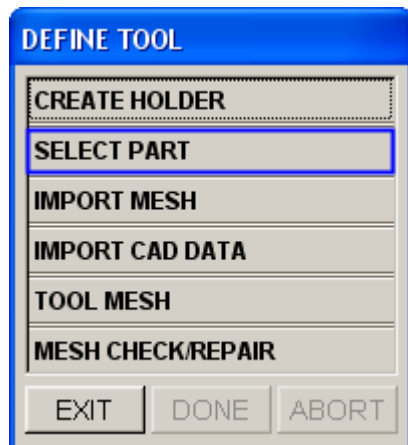 DEFINE TOOL
CREATE HOLDER
SELECT PART
IMPORT MESH
IMPORT CAD DATA
TOOL MESH
MESH CHECK/REPAIR
EXIT DONE ABORT